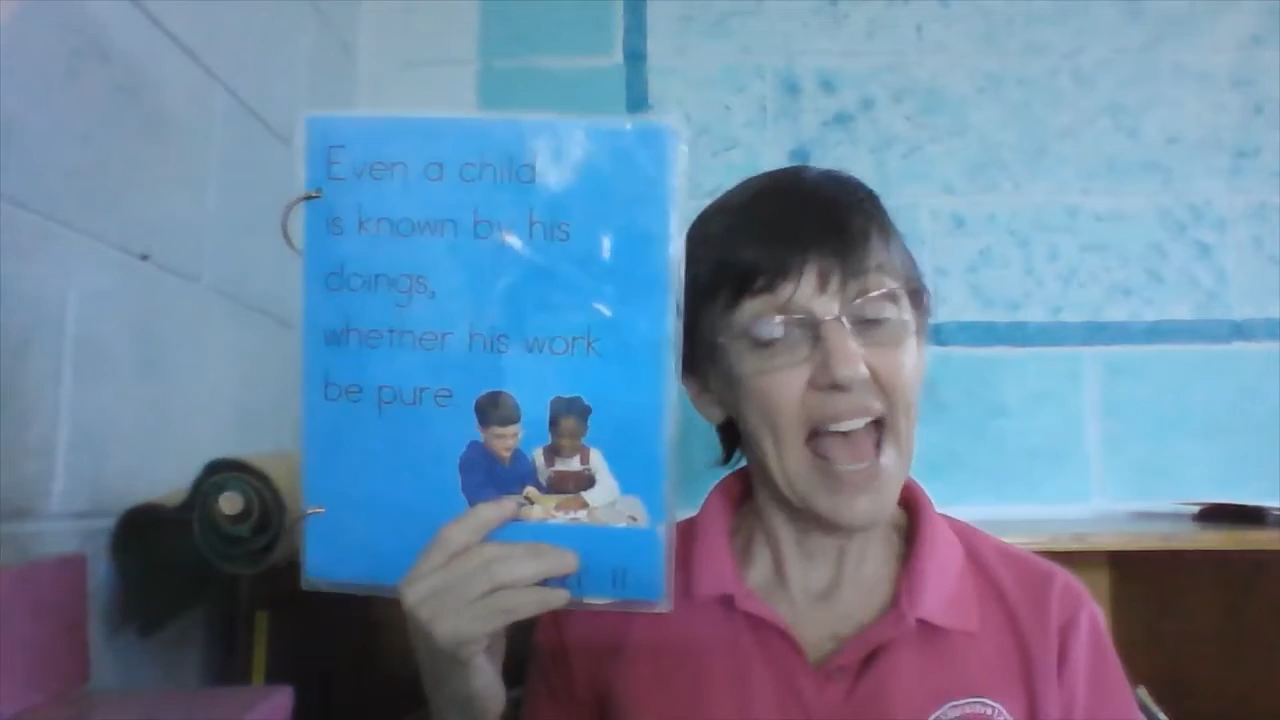 Even a child
is known by his
doings,
whether his work
be pure